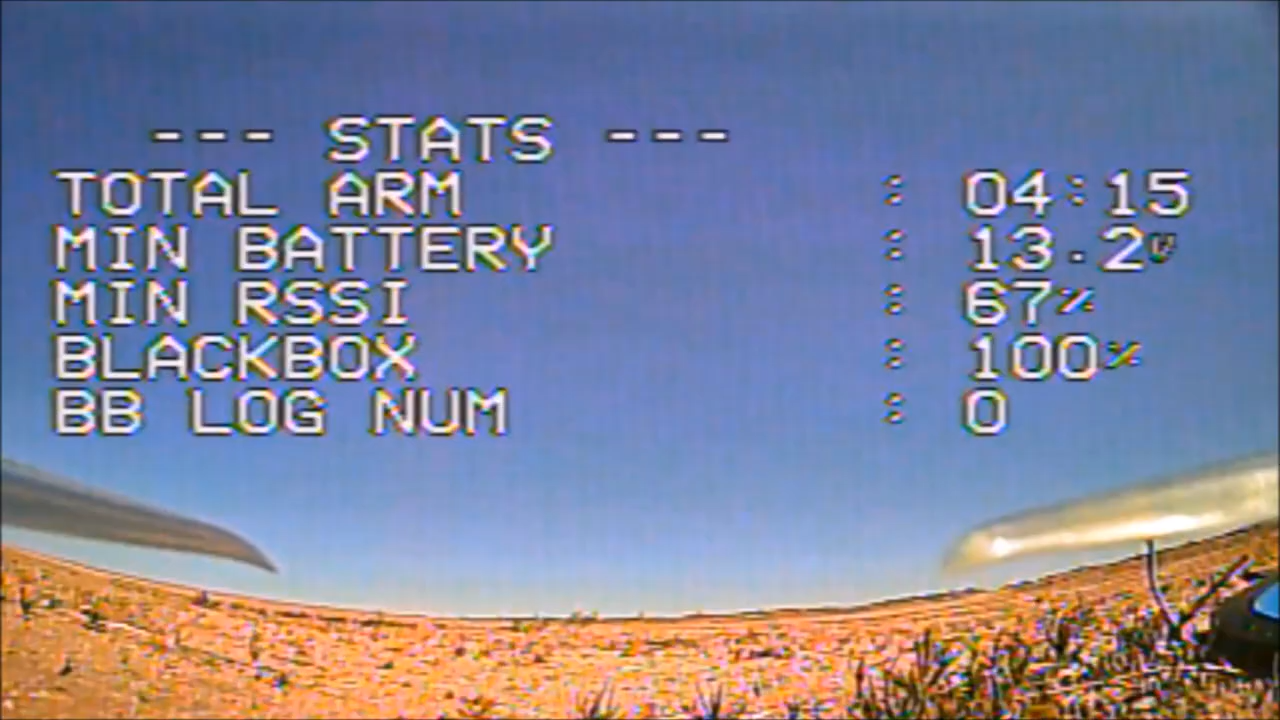 --- STATS ---
TOTAL ARM : 04:15
MIN BATTERY : 13.2V
MIN RSSI : 67%
BLACKBOX : 100%
BB LOG NUM : 0